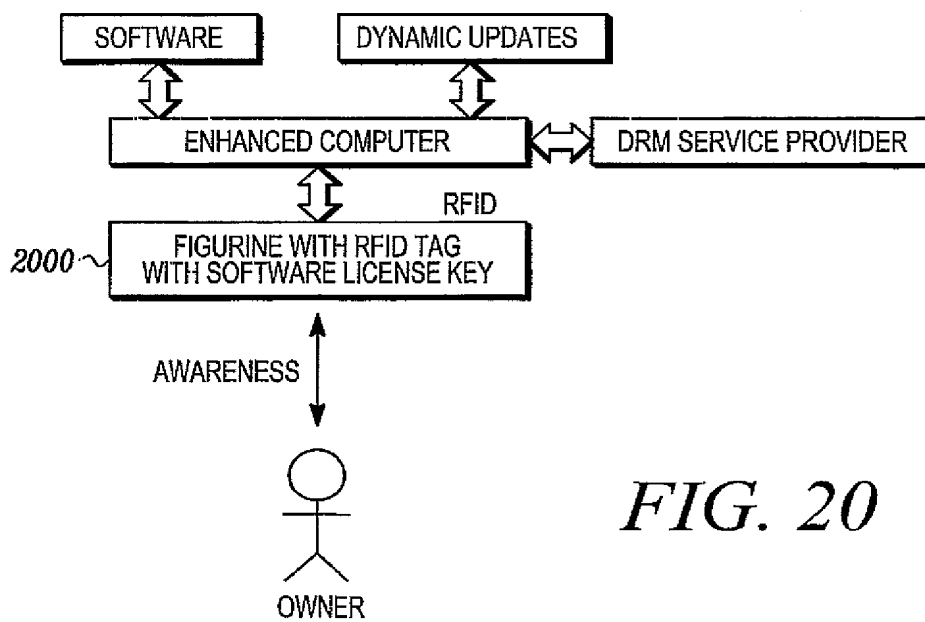 SOFTWARE
DYNAMIC UPDATES
ENHANCED COMPUTER
DRM SERVICE PROVIDER
RFID
2000
FIGURINE WITH RFID TAG
WITH SOFTWARE LICENSE KEY
AWARENESS
OWNER
FIG. 20